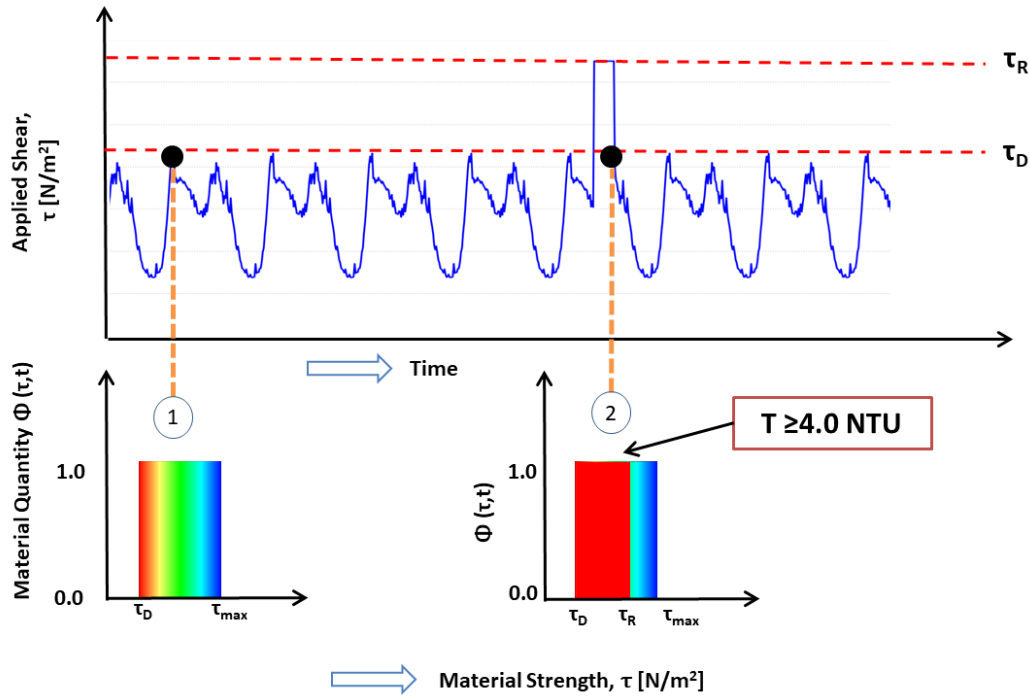 τR
τD
Applied Shear,
τ [N/m²]
Time
1
2
T ≥4.0 NTU
Material Quantity Φ (τ,t)
1.0
0.0
τD
τmax
Φ (τ,t)
1.0
0.0
τD
τR
τmax
Material Strength, τ [N/m²]